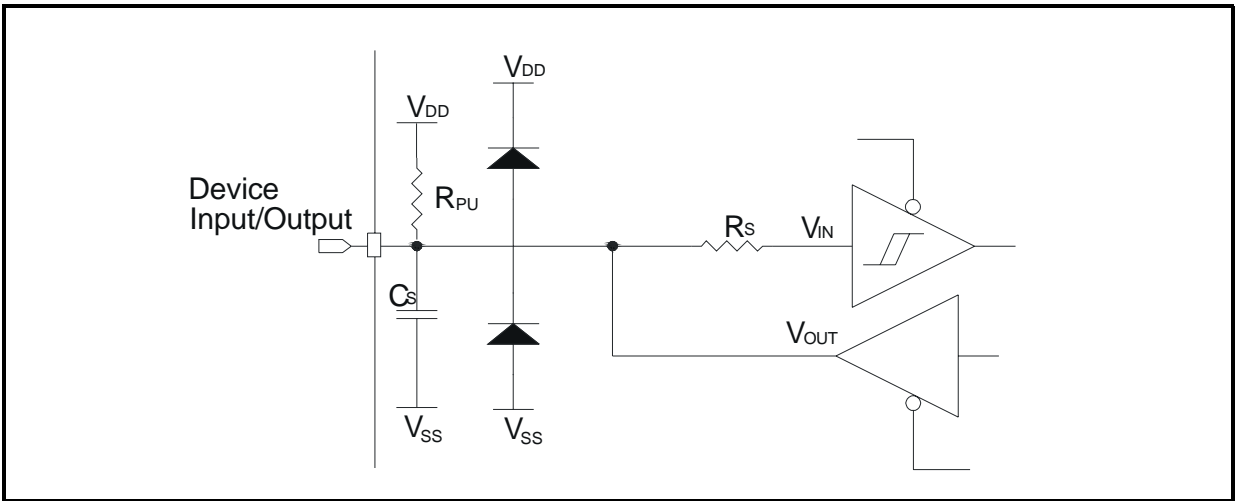 VDD
VDD
Device
Input/Output
RPU
RS
VIN
CS
VOUT
VSS
VSS